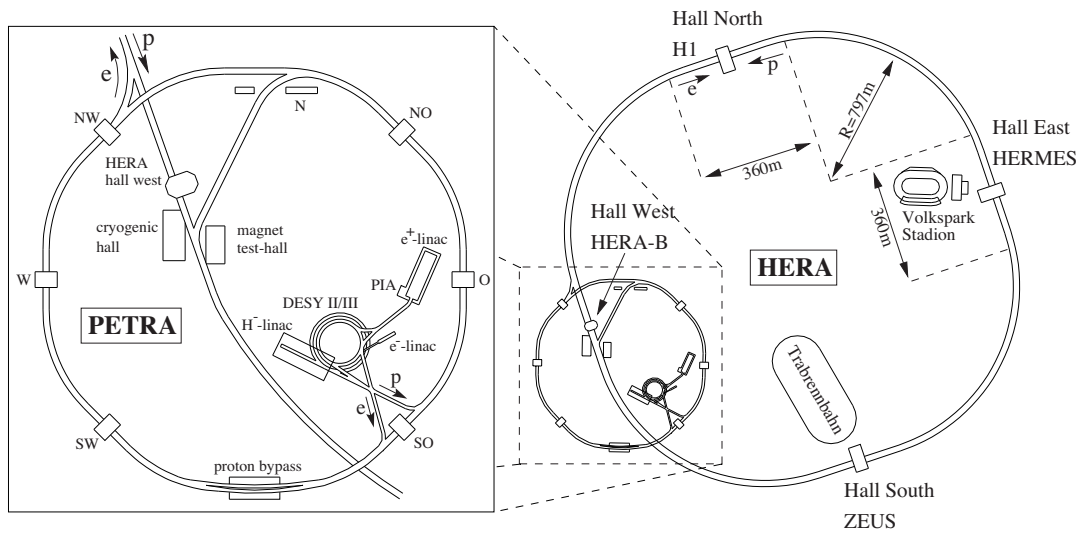 p
e
NW
N
NO
HERA
hall west
cryogenic
hall
magnet
test-hall
e⁺-linac
W
PIA
O
PETRA
DESY II/III
H⁻-linac
e⁻-linac
p
e
SW
SO
proton bypass
Hall North
H1
p
e
R=797m
360m
Hall East
HERMES
Volkspark
Stadion
360m
Hall West
HERA-B
HERA
Trabrennbahn
Hall South
ZEUS